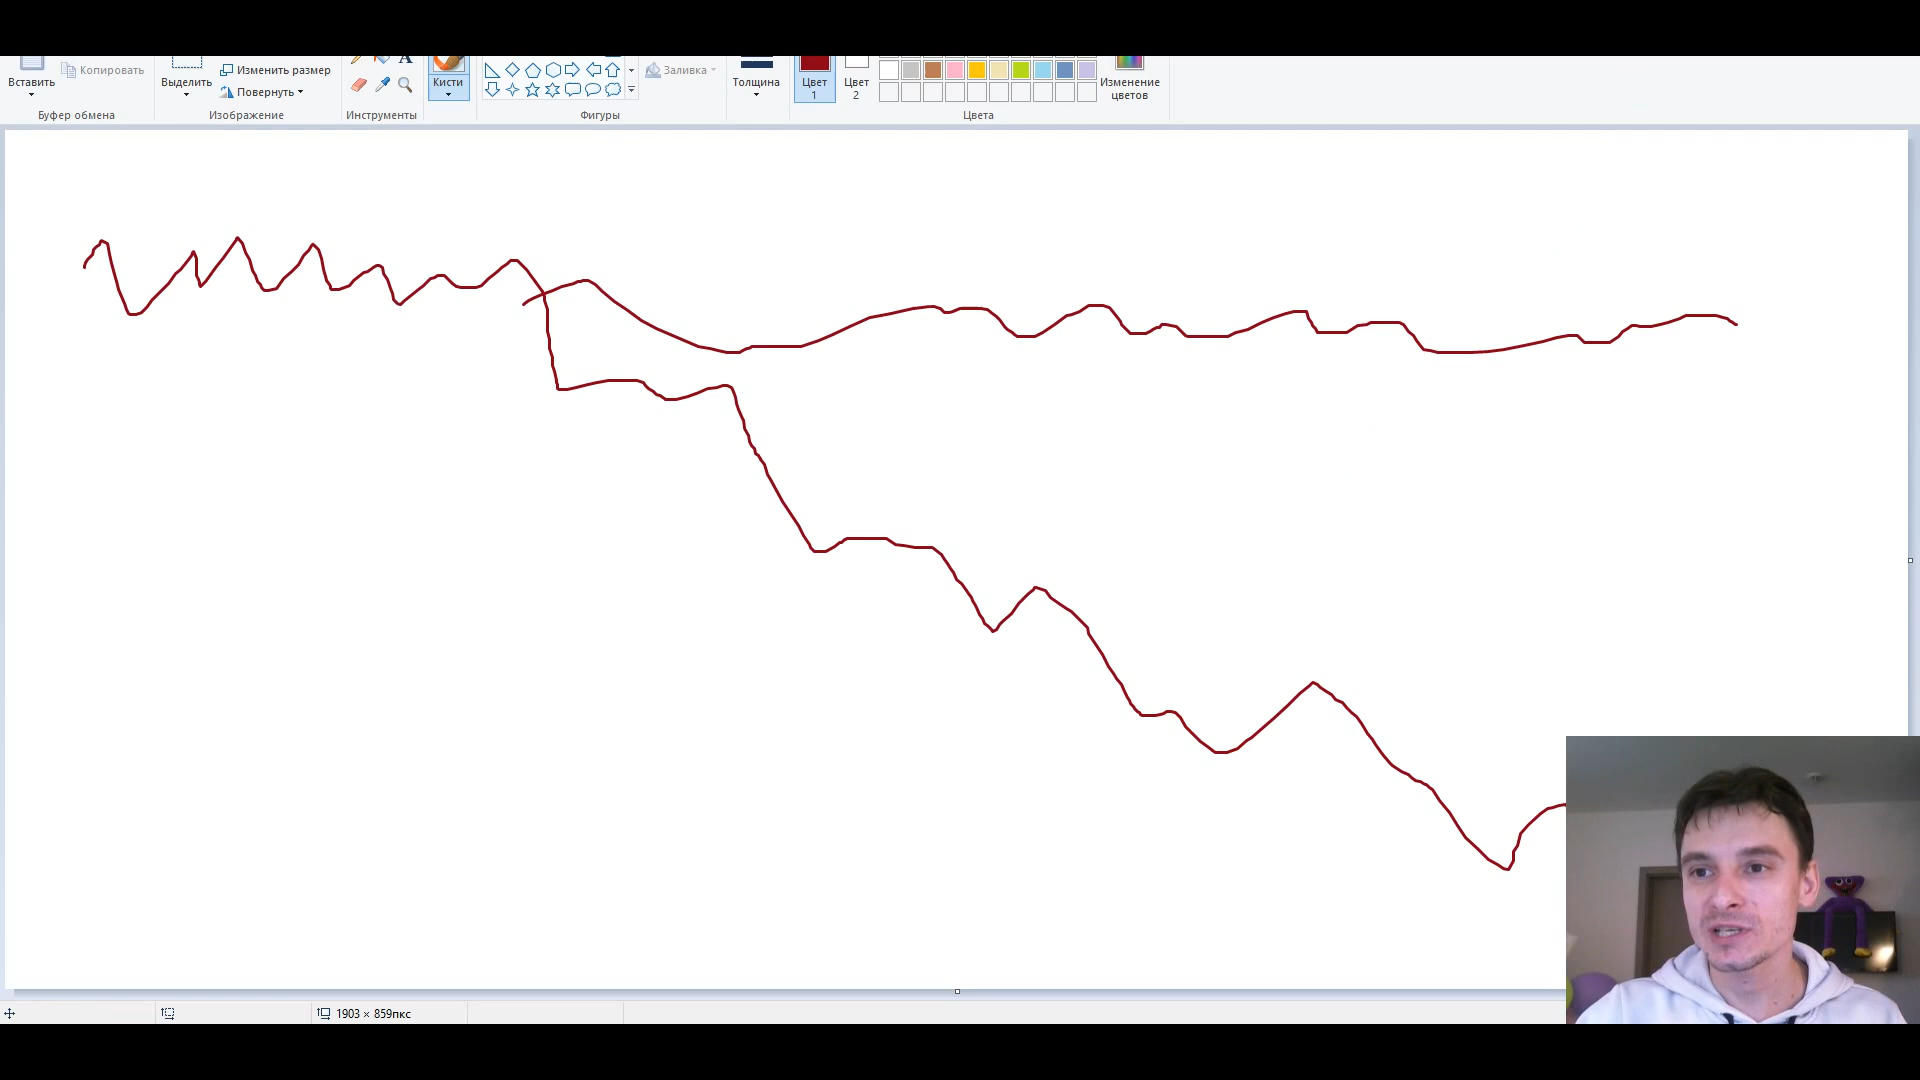 Вставить
Копировать
Буфер обмена
Выделить
Изменить размер
Повернуть
Изображение
A
Инструменты
Кисти
Фигуры
Заливка
Толщина
Цвет
1
Цвет
2
Изменение
цветов
Цвета
1903 × 859пкс